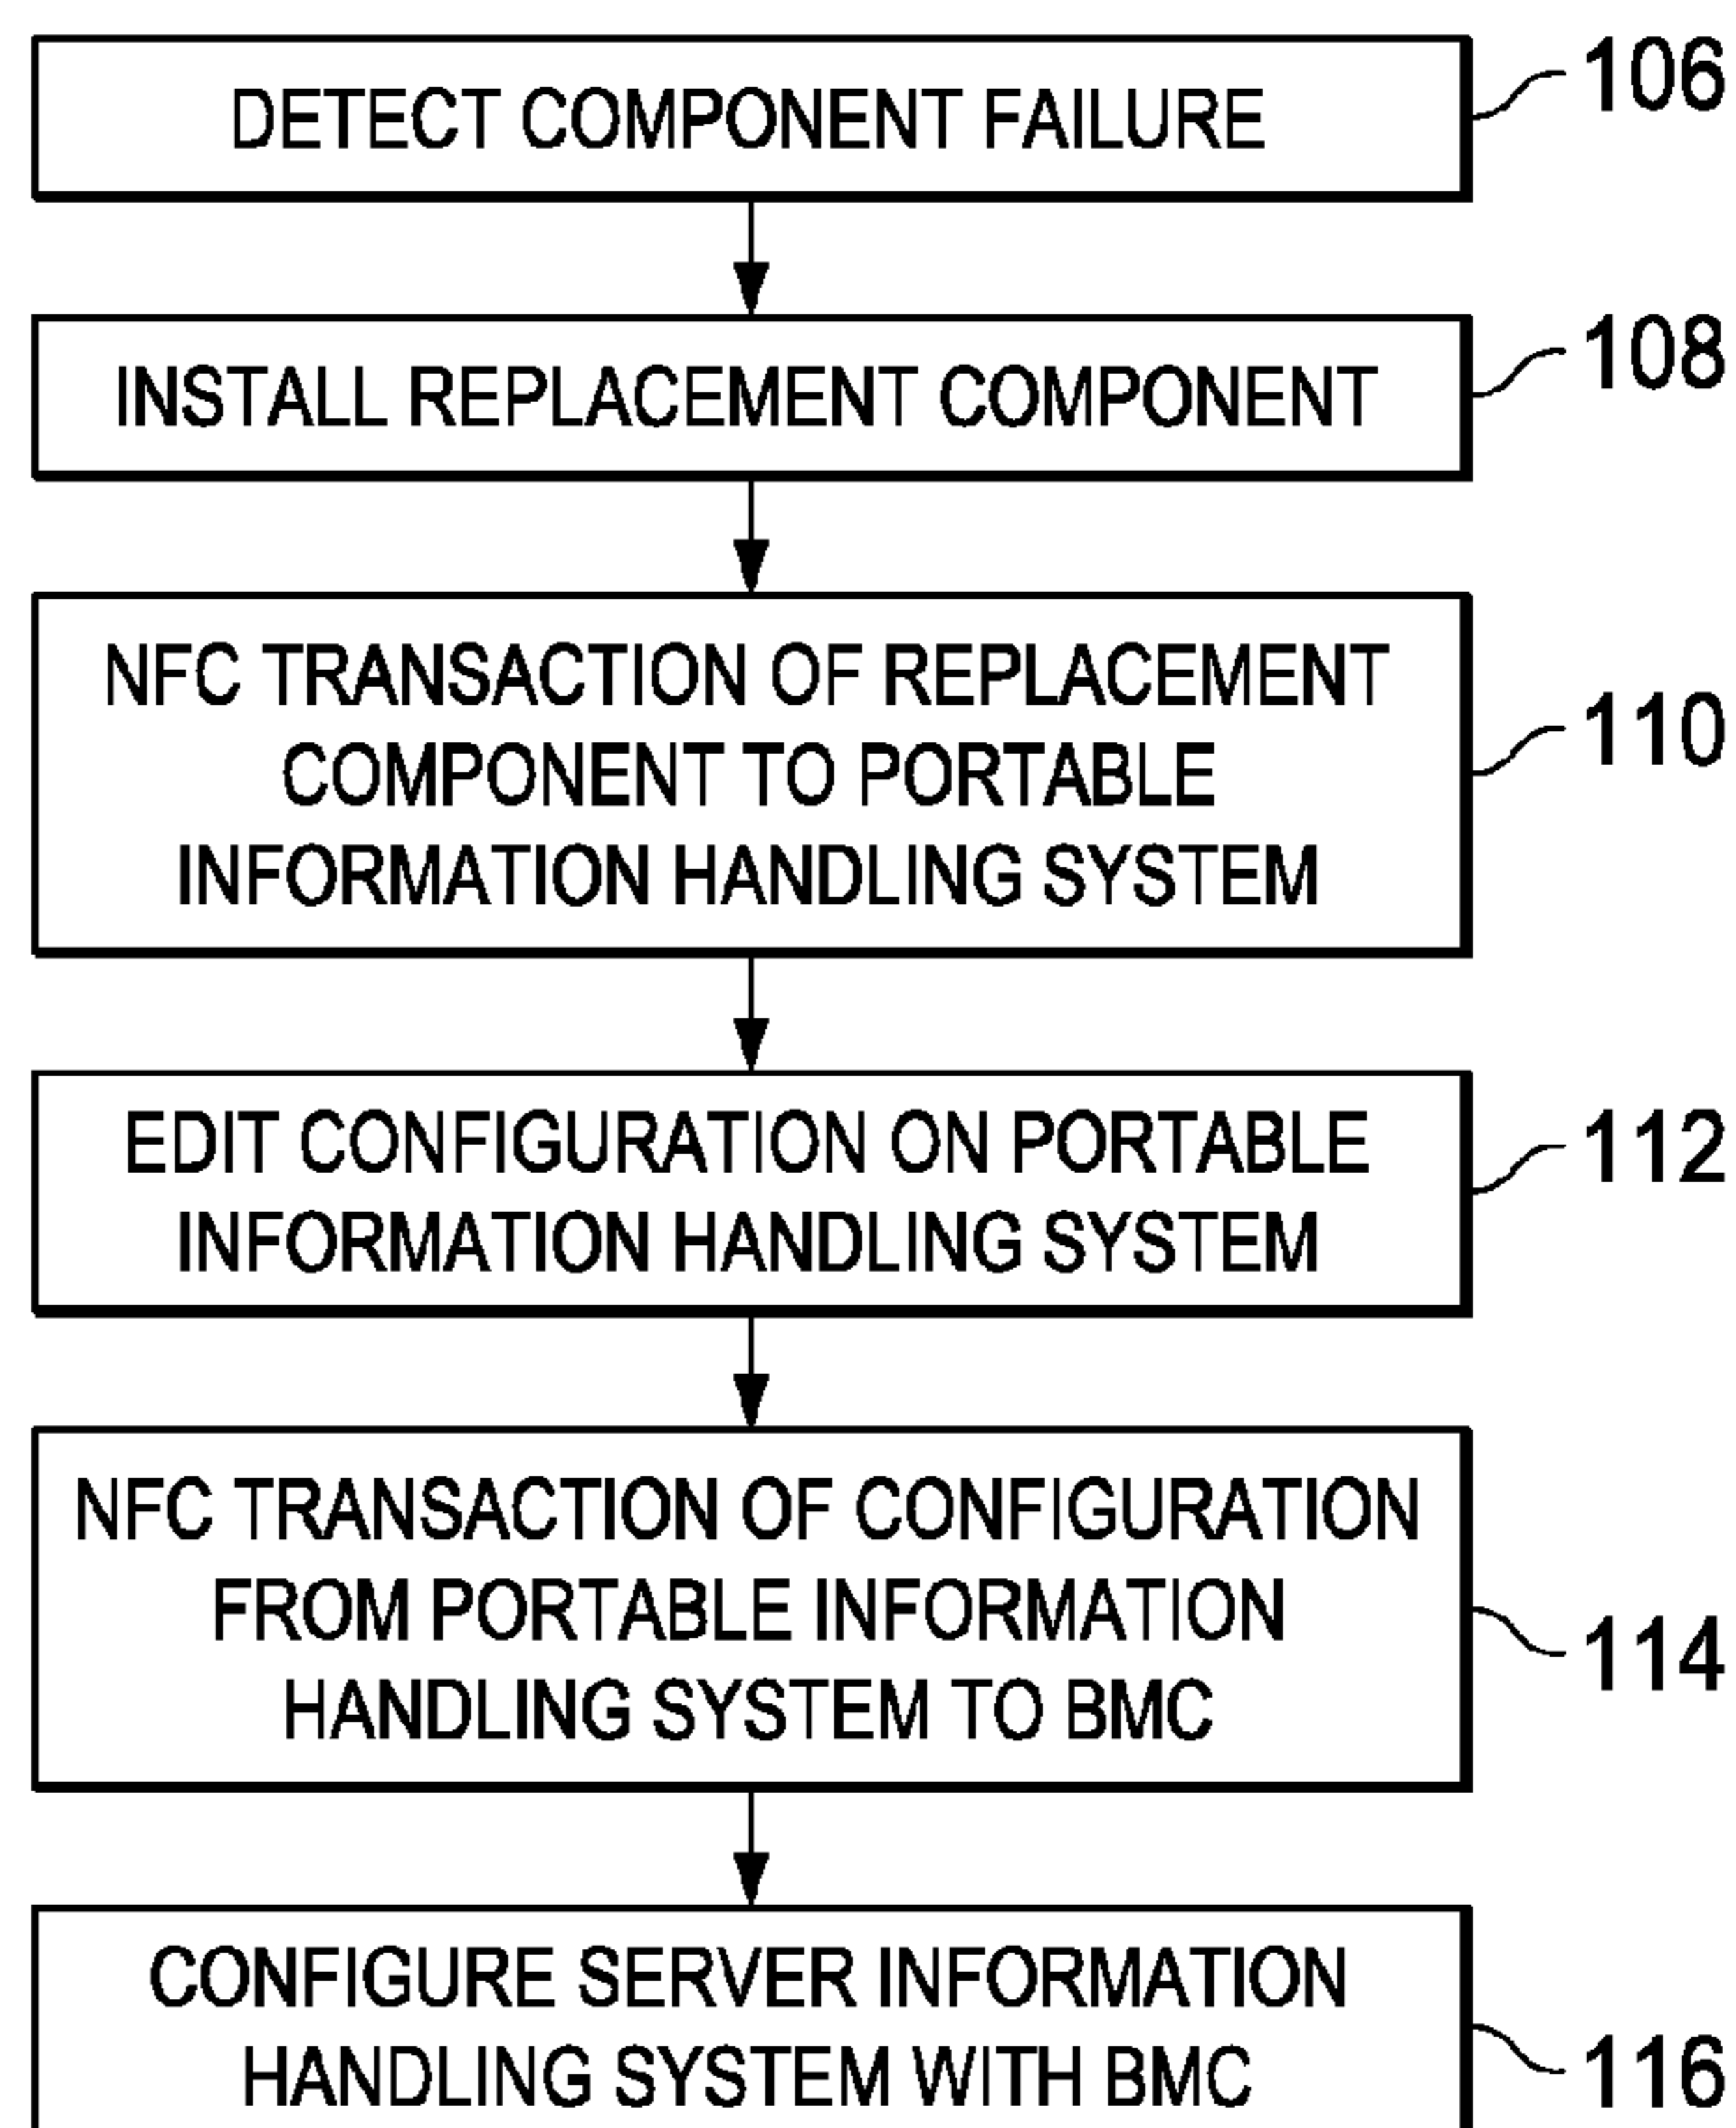 DETECT COMPONENT FAILURE
106
INSTALL REPLACEMENT COMPONENT
108
NFC TRANSACTION OF REPLACEMENT
COMPONENT TO PORTABLE
INFORMATION HANDLING SYSTEM
110
EDIT CONFIGURATION ON PORTABLE
INFORMATION HANDLING SYSTEM
112
NFC TRANSACTION OF CONFIGURATION
FROM PORTABLE INFORMATION
HANDLING SYSTEM TO BMC
114
CONFIGURE SERVER INFORMATION
HANDLING SYSTEM WITH BMC
116